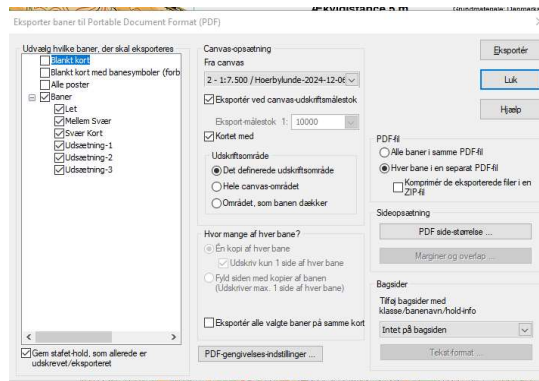 Ækvidistance 5 m
Grundmateriale: Danmarks
Eksporter baner til Portable Document Format (PDF)
Udvælg hvilke baner, der skal eksporteres
Blankt kort
Blankt kort med banesymboler (forb
Alle poster
Baner
Let
Mellem Svær
Svær Kort
Udsætning-1
Udsætning-2
Udsætning-3
Gem stafet-hold, som allerede er
udskrevet/eksporteret
Canvas-opsætning
Fra canvas
2 - 1:7.500 / Hoerbylunde-2024-12-06
Eksportér ved canvas-udskriftsmålestok
Eksport-målestok 1: 10000
Kortet med
Udskriftsområde
Det definerede udskriftsområde
Hele canvas-området
Området, som banen dækker
Hvor mange af hver bane?
Én kopi af hver bane
Udskriv kun 1 side af hver bane
Fyld siden med kopier af banen
(Udskriver max. 1 side af hver bane)
Eksportér alle valgte baner på samme kort
PDF-gengivelses-indstillinger ...
Eksportér
Luk
Hjælp
PDF-fil
Alle baner i samme PDF-fil
Hver bane i en separat PDF-fil
Komprimér de eksporterede filer i en
ZIP-fil
Sideopsætning
PDF side-størrelse ...
Marginer og overlap ...
Bagsider
Tilføj bagsider med
klasse/banenavn/hold-info
Intet på bagsiden
Tekst-format ...